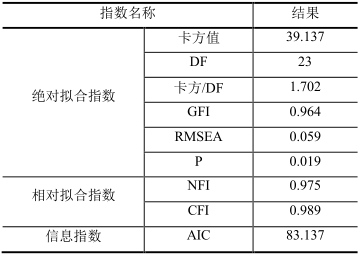 指数名称 结果
绝对拟合指数 卡方值 39.137
DF 23
卡方/DF 1.702
GFI 0.964
RMSEA 0.059
P 0.019
相对拟合指数 NFI 0.975
CFI 0.989
信息指数 AIC 83.137